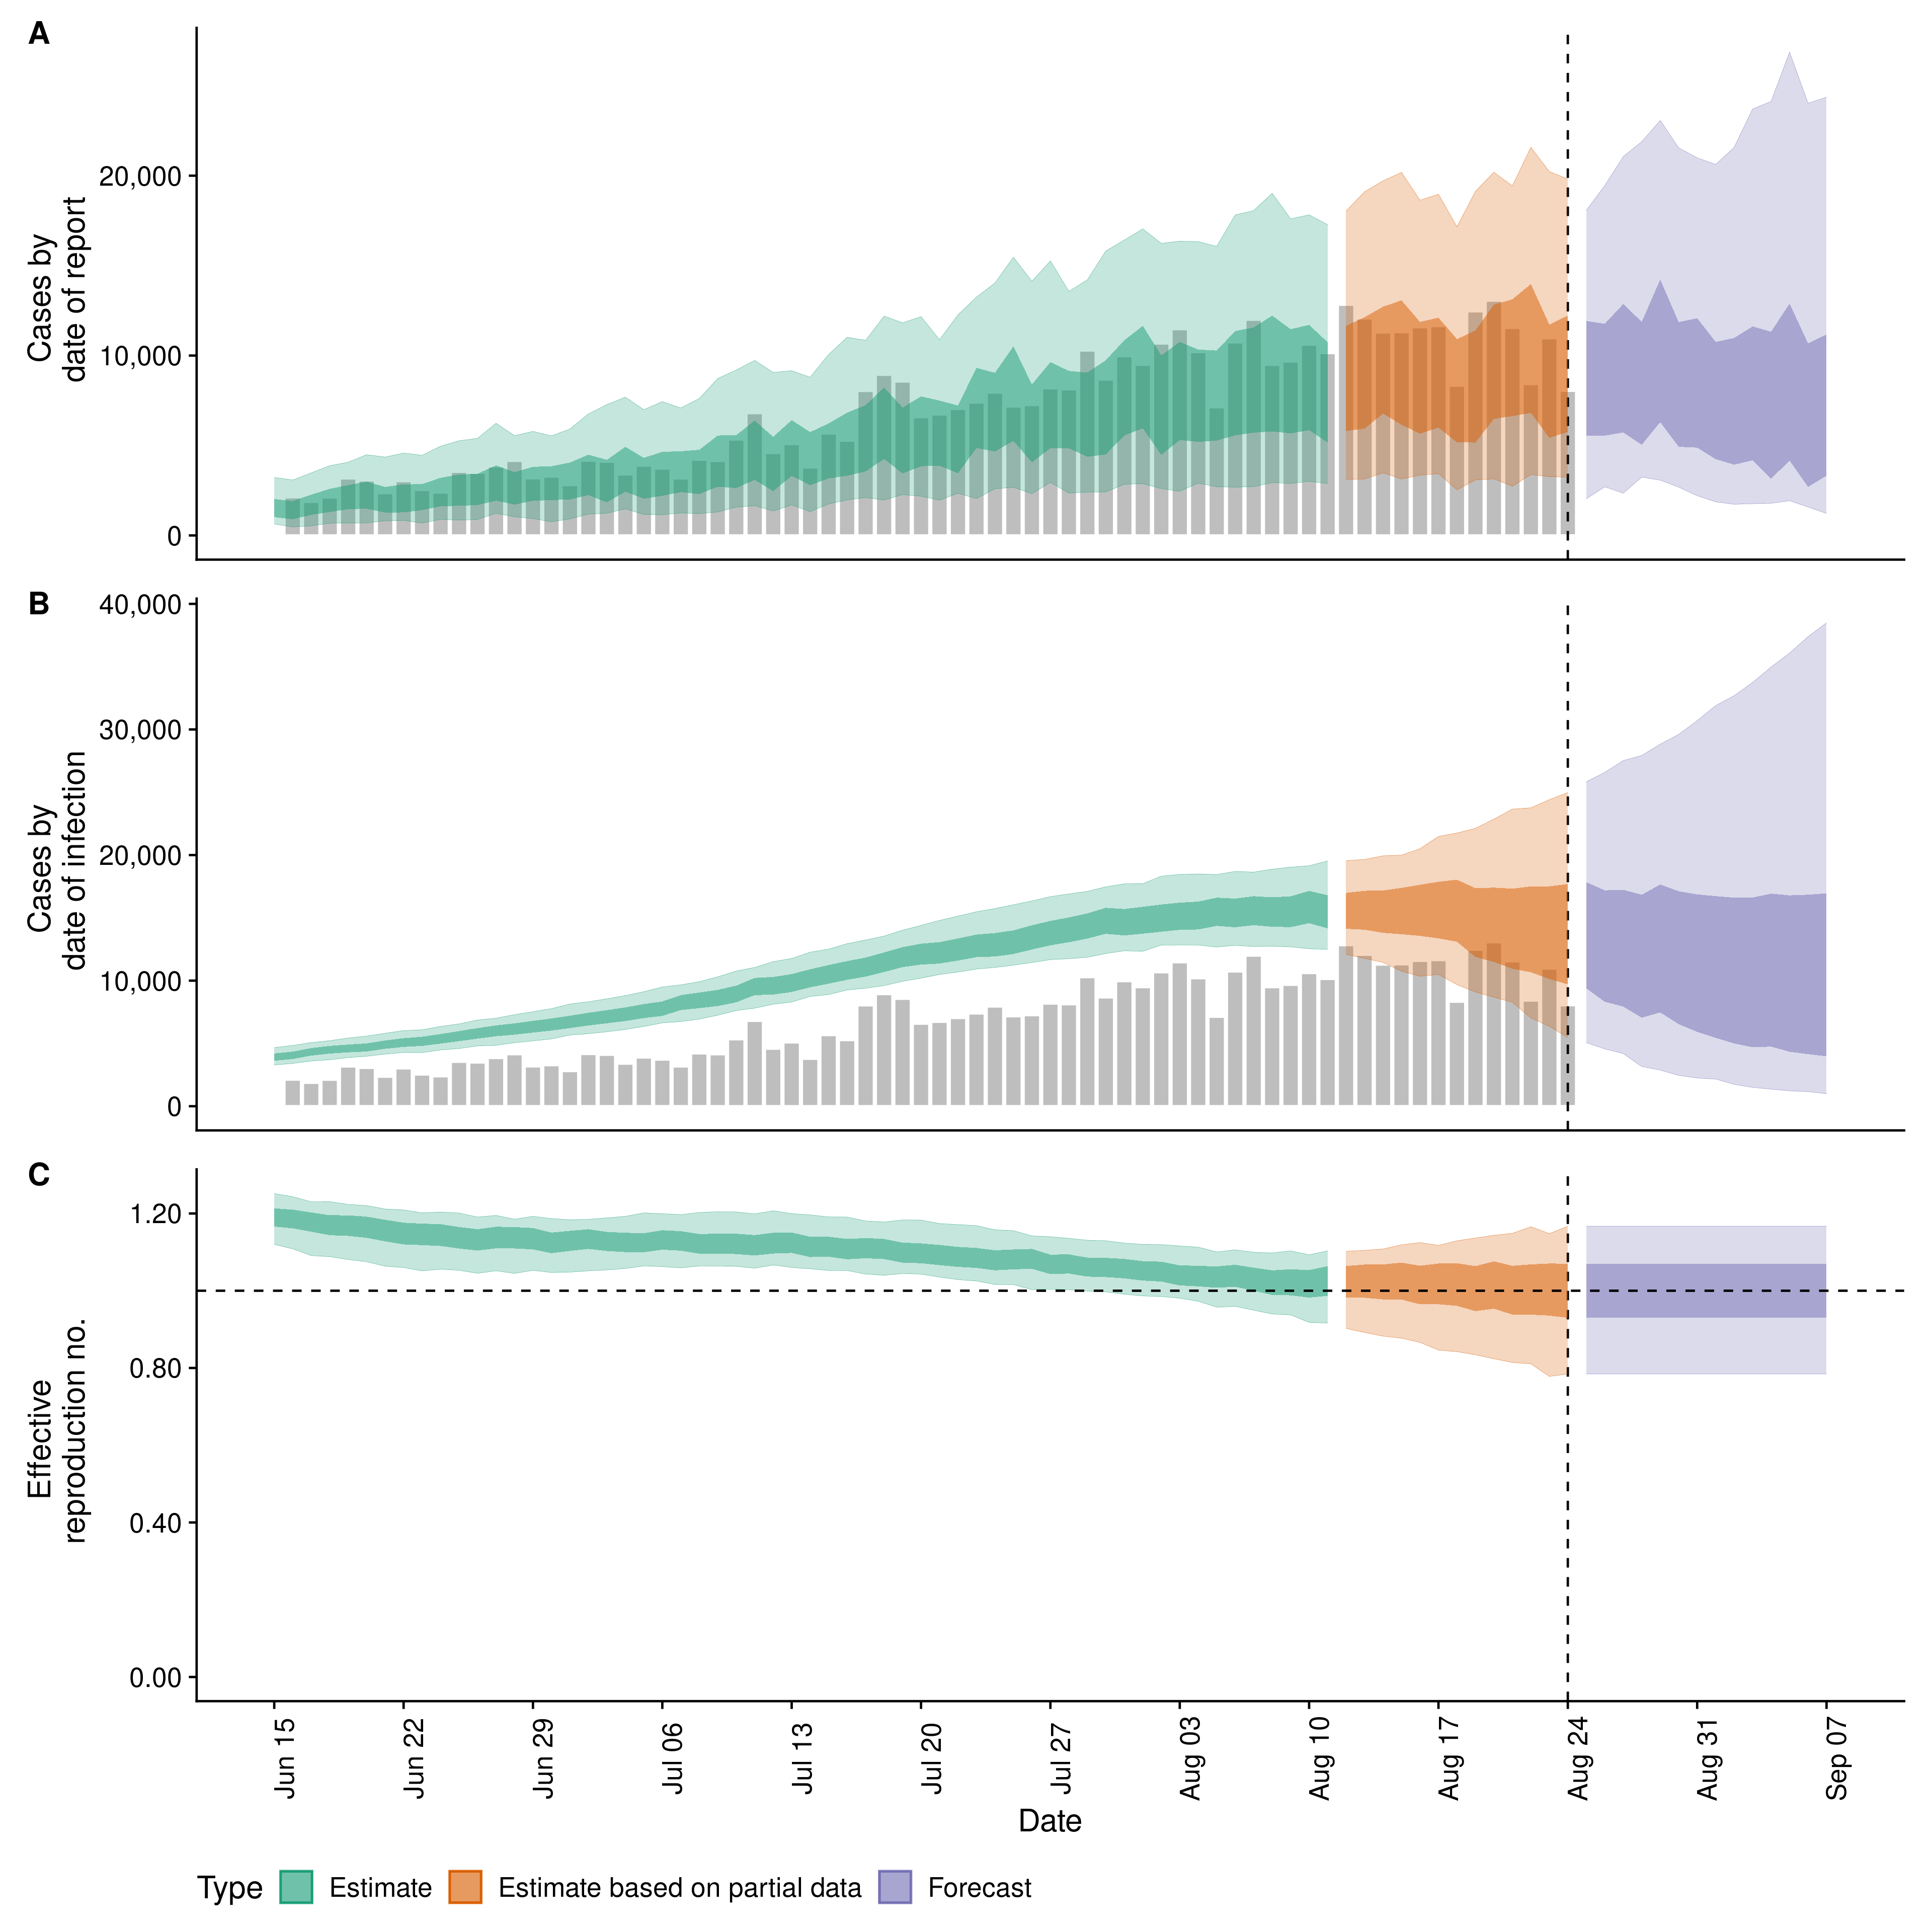 A
Cases by
date of report
20,000
10,000
0
B
Cases by
date of infection
40,000
30,000
20,000
10,000
0
C
Effective
reproduction no.
1.20
0.80
0.40
0.00
Jun 15
Jun 22
Jun 29
Jul 06
Jul 13
Jul 20
Jul 27
Aug 03
Aug 10
Aug 17
Aug 24
Aug 31
Sep 07
Date
Type Estimate Estimate based on partial data Forecast